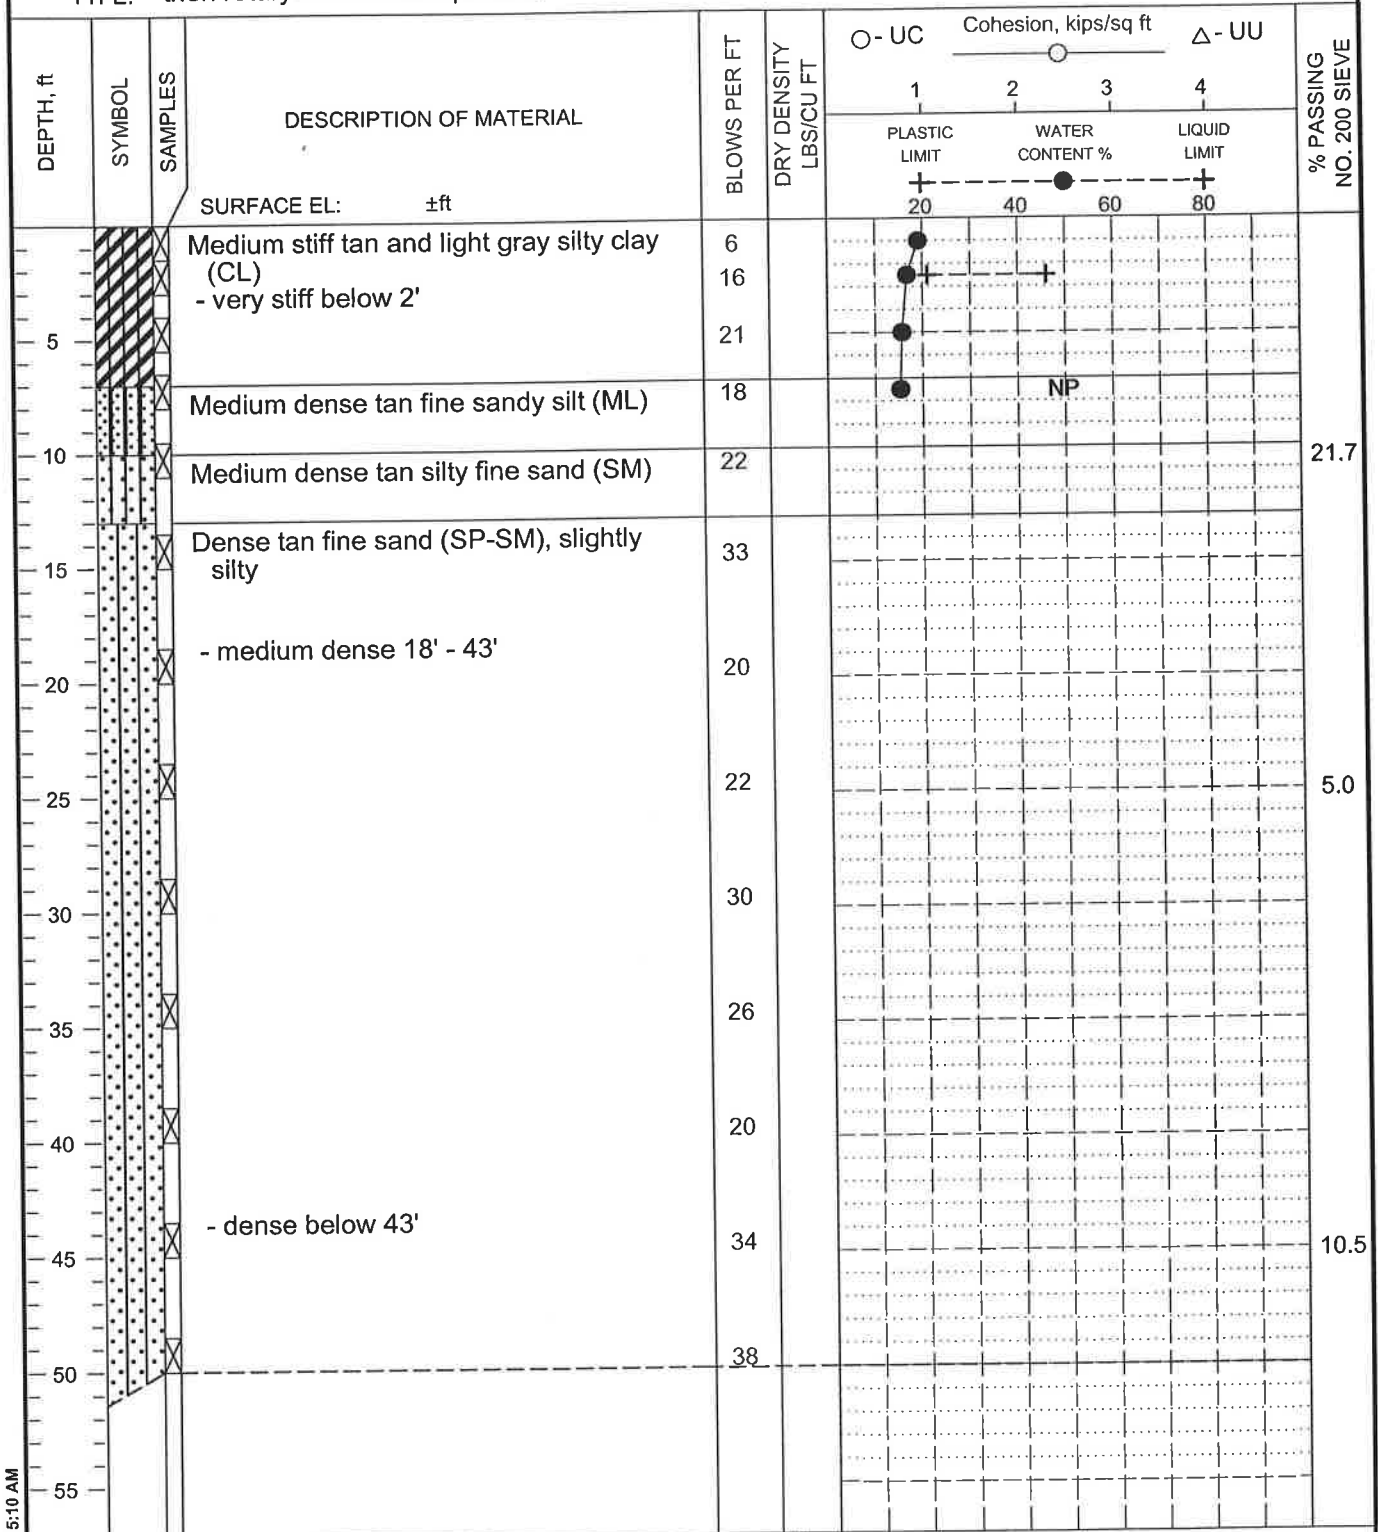 TYPE:
DEPTH, ft
SYMBOL
SAMPLES
DESCRIPTION OF MATERIAL
SURFACE EL: ±ft
BLOWS PER FT
DRY DENSITY
LBS/CU FT
- UC Cohesion, kips/sq ft - UU
1 2 3 4
PLASTIC WATER LIQUID
LIMIT CONTENT % LIMIT
20 40 60 80
% PASSING
NO. 200 SIEVE
Medium stiff tan and light gray silty clay 6
(CL) 16
- very stiff below 2'
5 21
18 NP
Medium dense tan fine sandy silt (ML)
10 22 21.7
Medium dense tan silty fine sand (SM)
Dense tan fine sand (SP-SM), slightly 33
15 silty
- medium dense 18' - 43' 20
20
22 5.0
25
30
30
26
35
20
40
- dense below 43' 34 10.5
45
38
50
55
5:10 AM